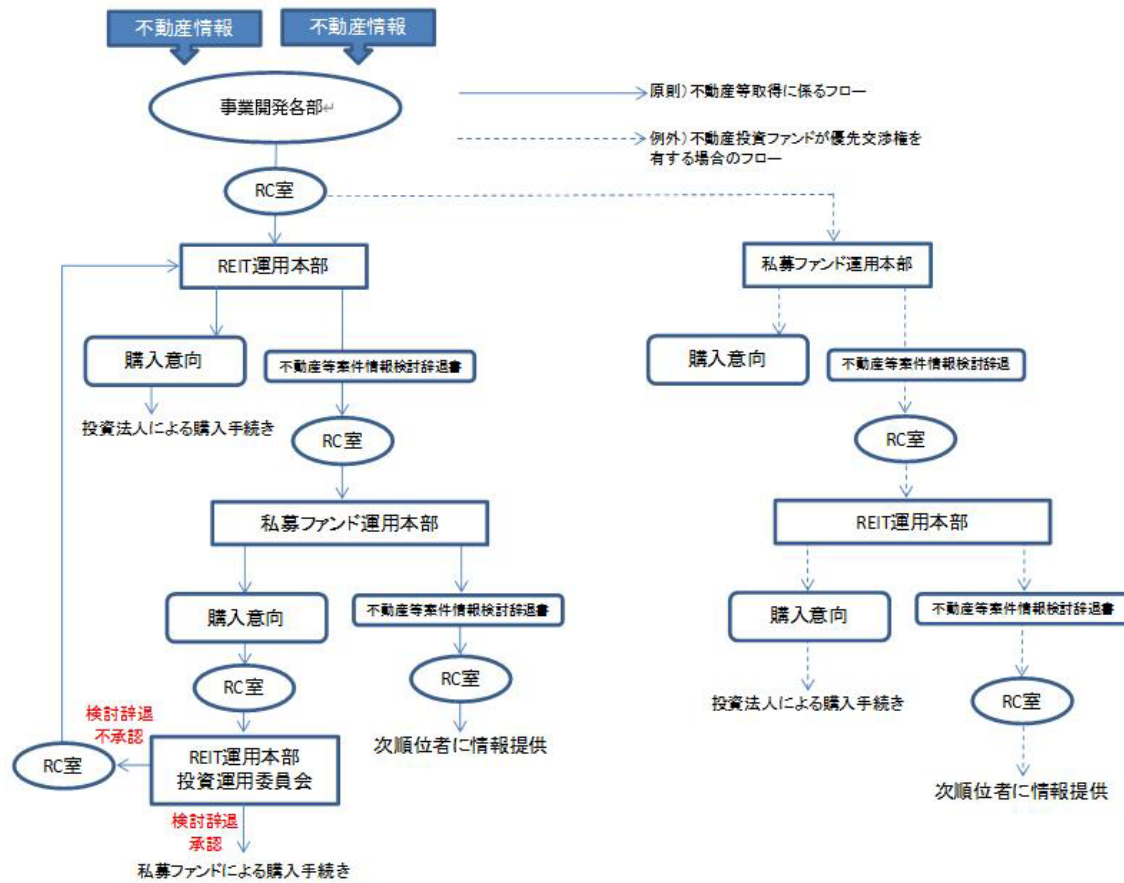 不動産情報
不動産情報
事業開発各部↵
原則）不動産等取得に係るフロー
例外）不動産投資ファンドが優先交渉権を
有する場合のフロー
RC室
REIT運用本部
私募ファンド運用本部
購入意向
不動産等案件情報検討辞退書
購入意向
不動産等案件情報検討辞退
投資法人による購入手続き
RC室
RC室
私募ファンド運用本部
REIT運用本部
購入意向
不動産等案件情報検討辞退書
購入意向
不動産等案件情報検討辞退書
RC室
RC室
投資法人による購入手続き
RC室
検討辞退
不承認
次順位者に情報提供
RC室
REIT運用本部
投資運用委員会
次順位者に情報提供
検討辞退
承認
私募ファンドによる購入手続き